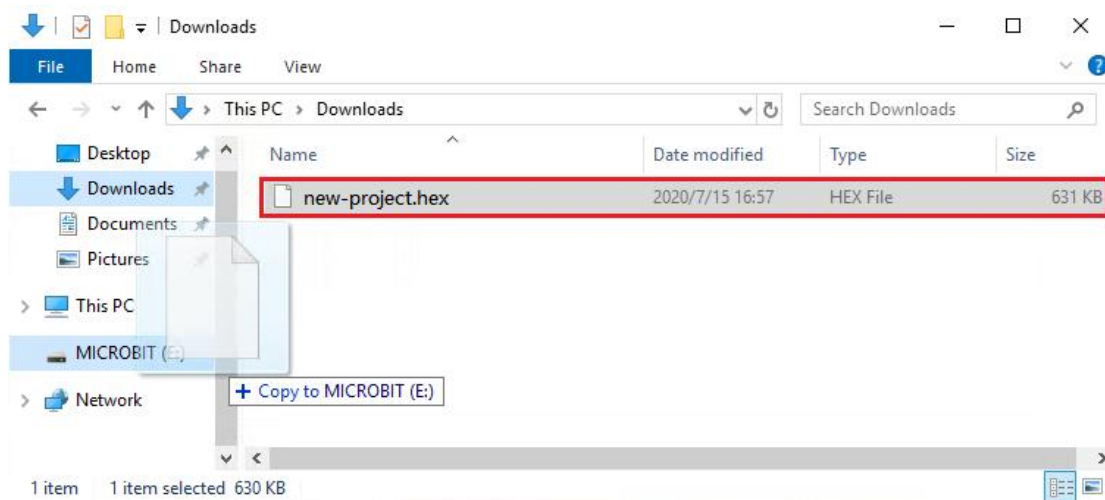 Downloads
File Home Share View
This PC > Downloads
Search Downloads
Desktop
Downloads
Documents
Pictures
This PC
MICROBIT (E:)
Network
Name Date modified Type Size
new-project.hex 2020/7/15 16:57 HEX File 631 KB
+ Copy to MICROBIT (E:)
1 item 1 item selected 630 KB